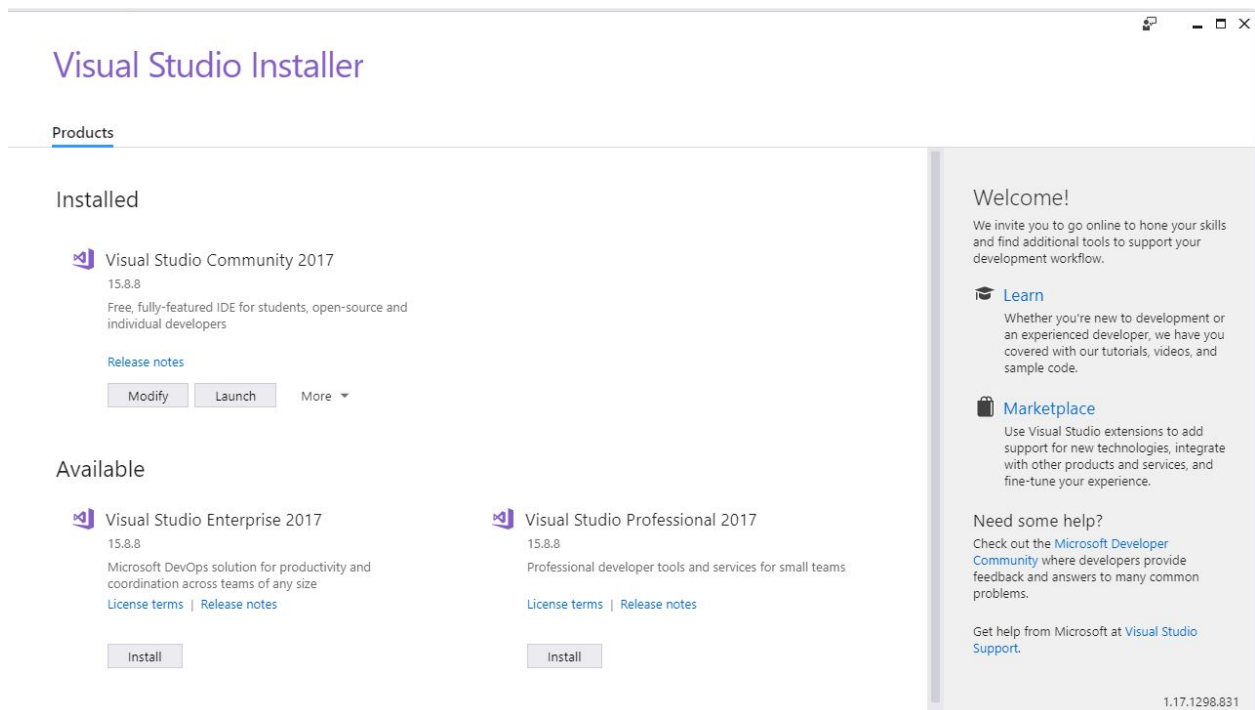 Visual Studio Installer
Products
Installed
Visual Studio Community 2017
15.8.8
Free, fully-featured IDE for students, open-source and
individual developers
Release notes
Modify
Launch
More
Available
Visual Studio Enterprise 2017
15.8.8
Microsoft DevOps solution for productivity and
coordination across teams of any size
License terms | Release notes
Install
Visual Studio Professional 2017
15.8.8
Professional developer tools and services for small teams
License terms | Release notes
Install
Welcome!
We invite you to go online to hone your skills
and find additional tools to support your
development workflow.
Learn
Whether you're new to development or
an experienced developer, we have you
covered with our tutorials, videos, and
sample code.
Marketplace
Use Visual Studio extensions to add
support for new technologies, integrate
with other products and services, and
fine-tune your experience.
Need some help?
Check out the Microsoft Developer
Community where developers provide
feedback and answers to many common
problems.
Get help from Microsoft at Visual Studio
Support.
1.17.1298.831